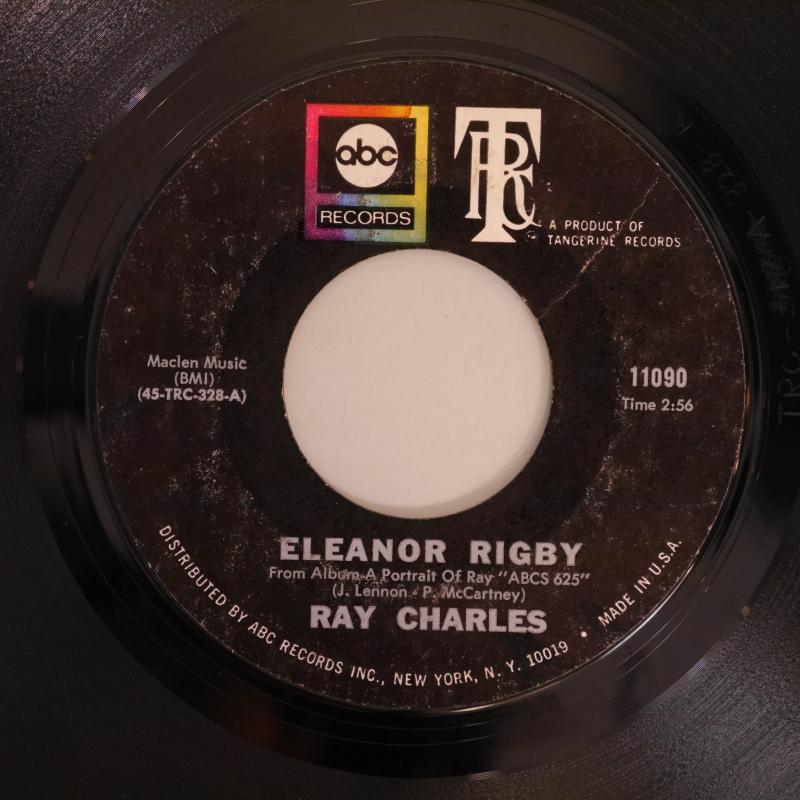 abc
RECORDS
TRC
A PRODUCT OF
TANGERINE RECORDS
Maclen Music
(BMI)
(45-TRC-328-A)
11090
Time 2:56
ELEANOR RIGBY
From Album-A Portrait Of Ray "ABCS 625"
(J. Lennon - P. McCartney)
RAY CHARLES
DISTRIBUTED BY ABC RECORDS INC., NEW YORK, N. Y. 10019 • MADE IN U.S.A.